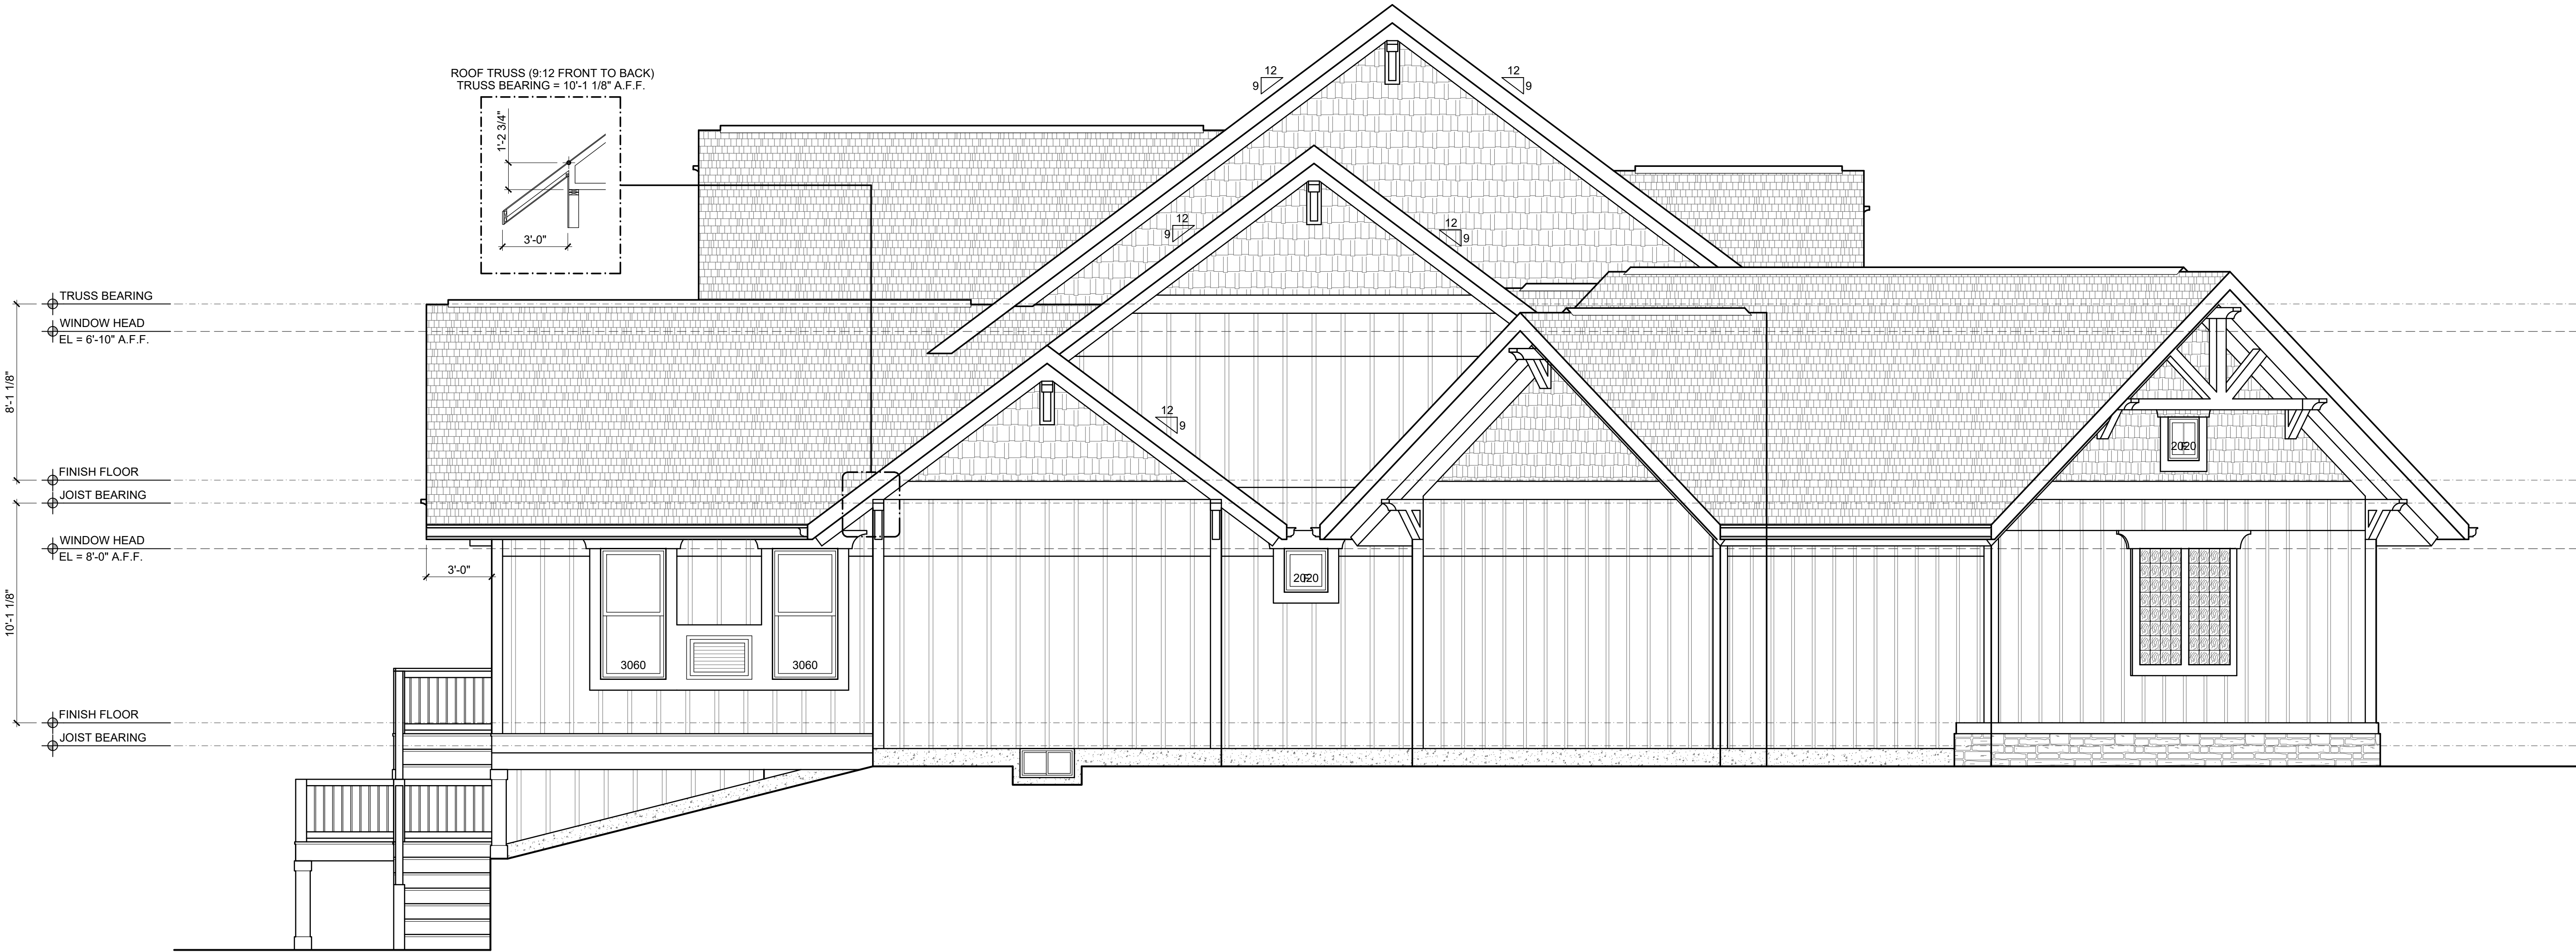 ROOF TRUSS (9:12 FRONT TO BACK)
TRUSS BEARING = 10'-1 1/8" A.F.F.
1'-2 3/4"
3'-0"
12
9
12
9
12
9
12
9
12
9
TRUSS BEARING
WINDOW HEAD
EL = 6'-10" A.F.F.
8'-1 1/8"
FINISH FLOOR
JOIST BEARING
WINDOW HEAD
EL = 8'-0" A.F.F.
3'-0"
10'-1 1/8"
FINISH FLOOR
JOIST BEARING
3060
3060
2020
F
2020
F